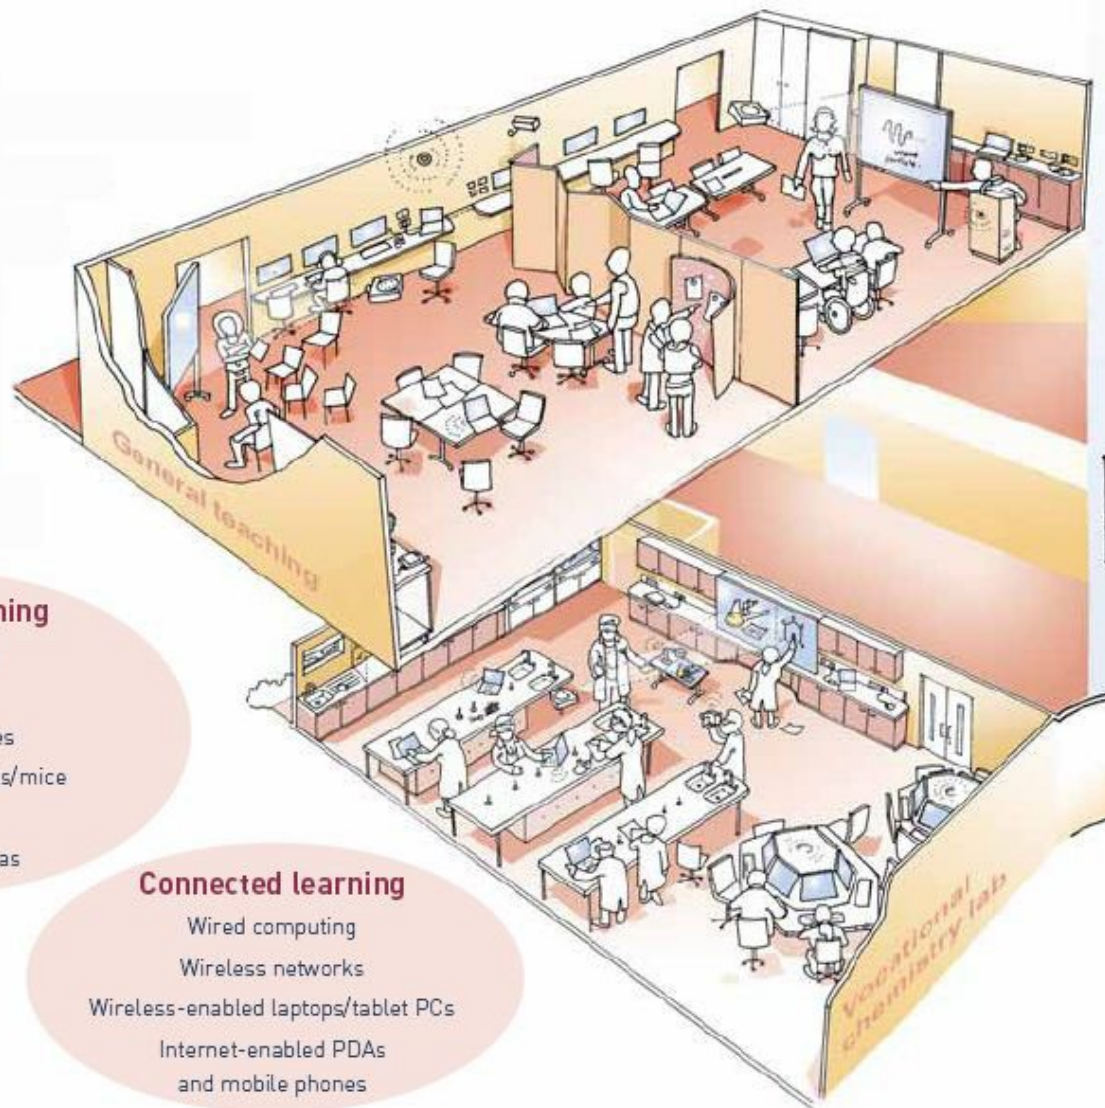 General teaching
ning
es
s/mice
as
Connected learning
Wired computing
Wireless networks
Wireless-enabled laptops/tablet PCs
Internet-enabled PDAs
and mobile phones
Vocational
chemistry lab